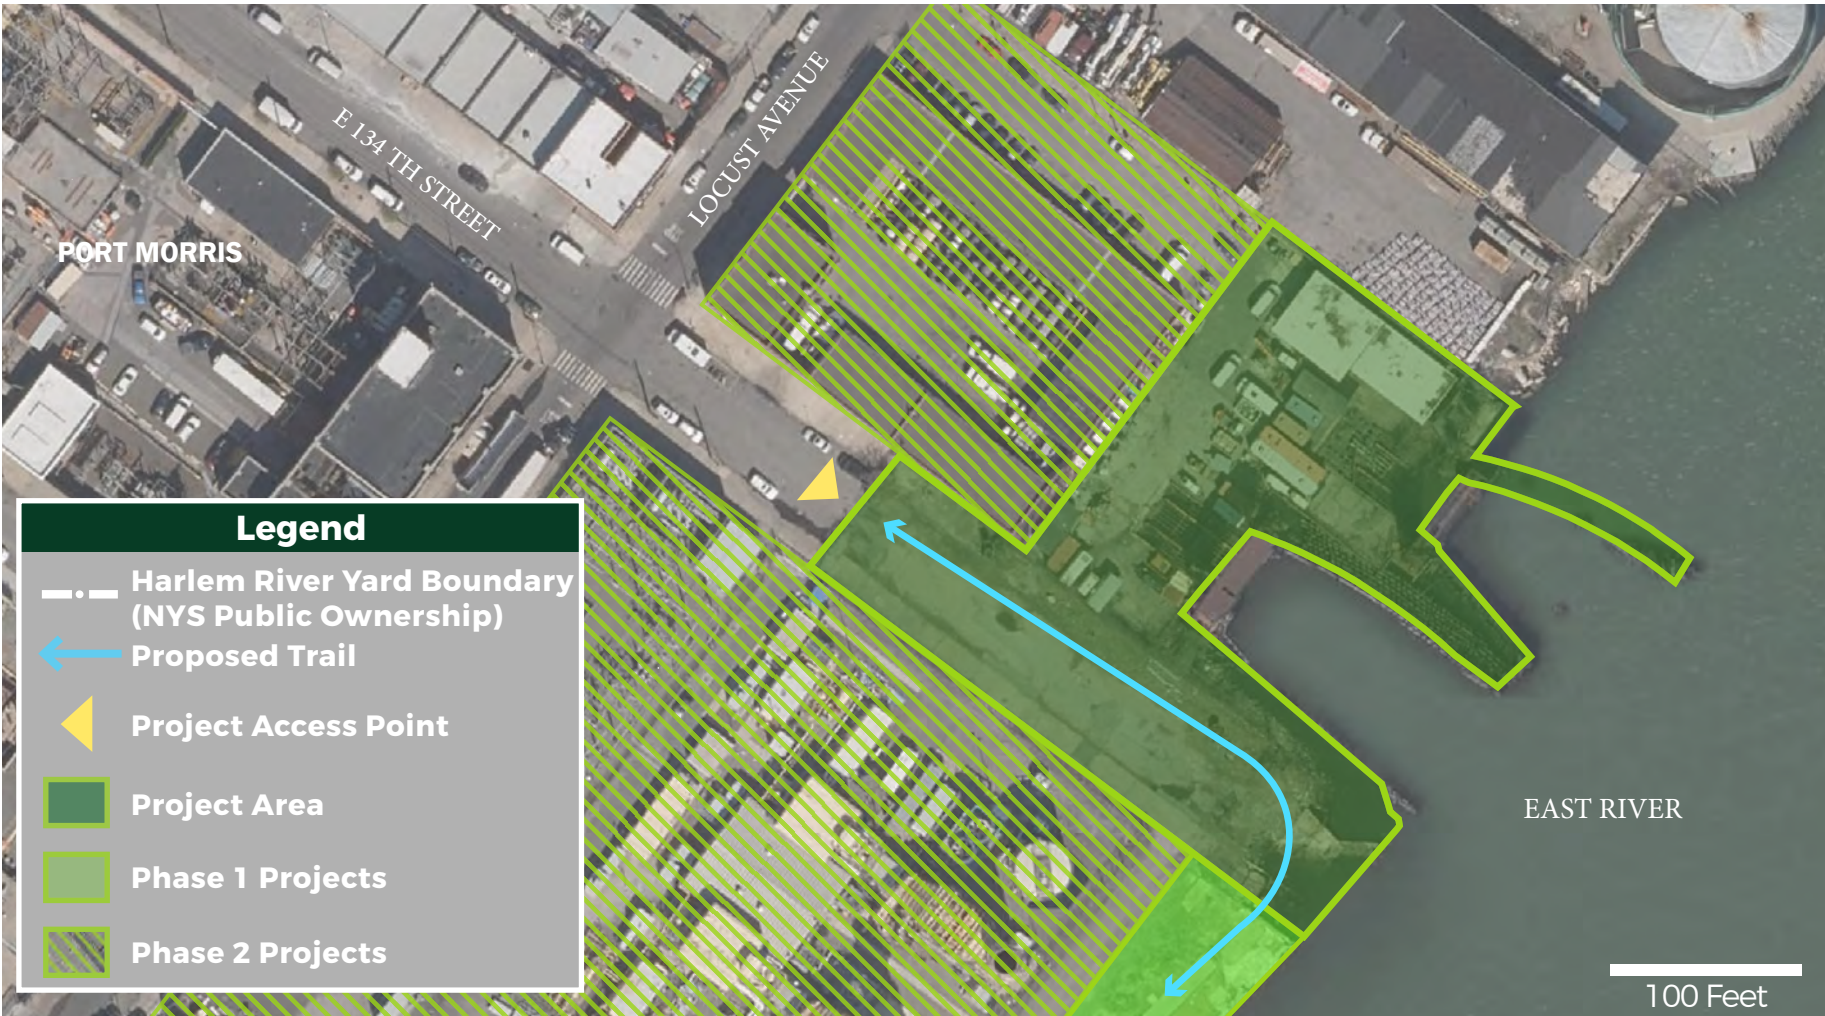 E 134 TH STREET
LOCUST AVENUE
PORT MORRIS
Legend
Harlem River Yard Boundary
(NYS Public Ownership)
Proposed Trail
Project Access Point
Project Area
Phase 1 Projects
Phase 2 Projects
EAST RIVER
100 Feet